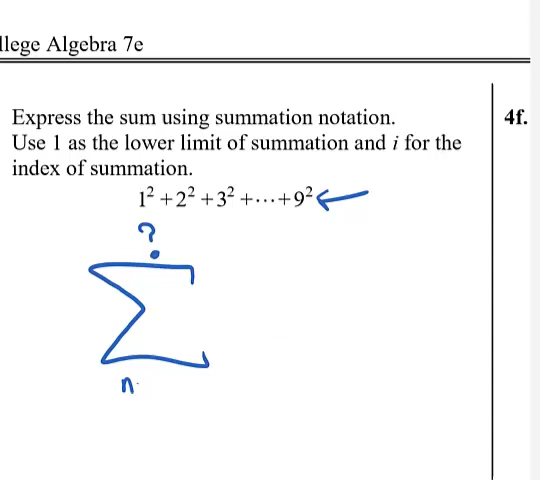 llege Algebra 7e
Express the sum using summation notation.
4f.
Use 1 as the lower limit of summation and i for the
index of summation.
1² + 2² + 3² + ⋯ + 9²
?
∑
n